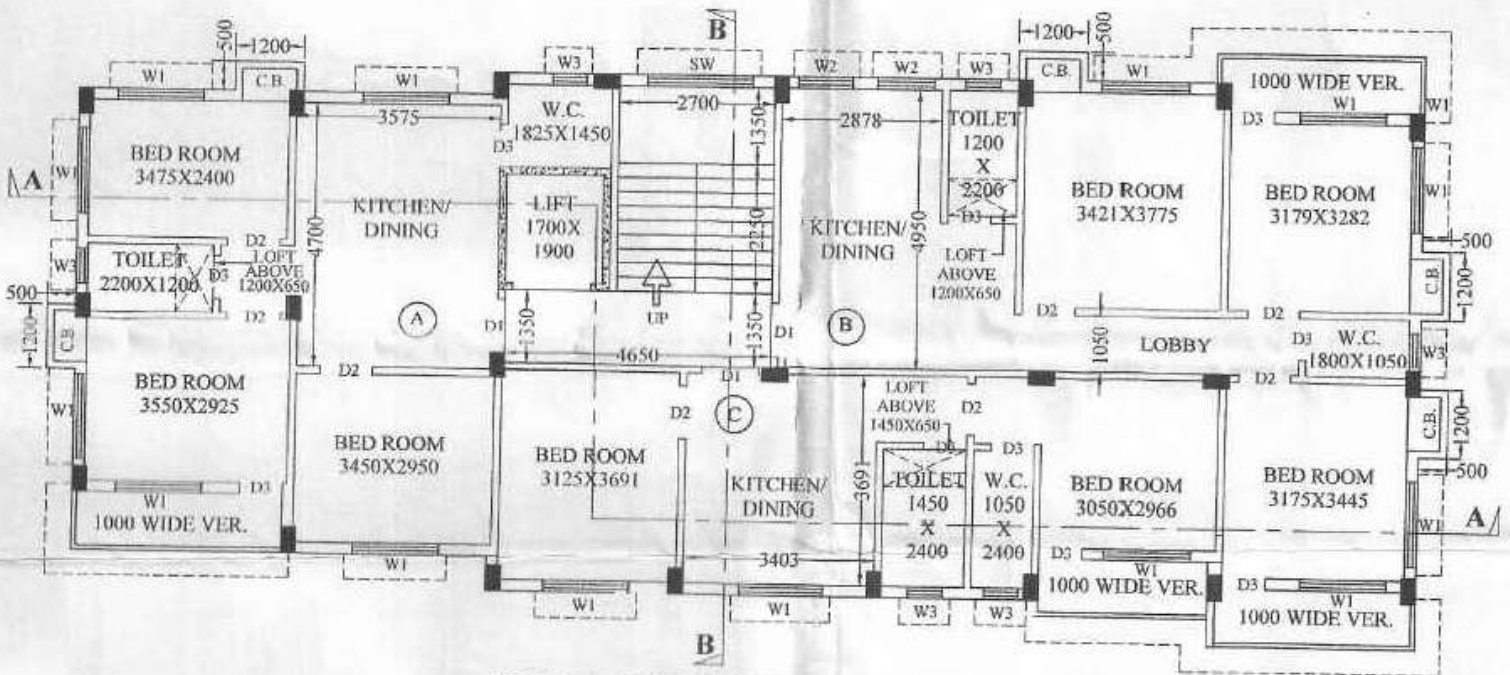 B
500
1200
W1
C.B.
W1
W3
SW
W2
W2
W3
1200
500
C.B.
W1
1000 WIDE VER.
W1
W1
D3
3575
W.C.
1825X1450
D3
2700
1350
2878
TOILET
1200
X
2200
D3
A
W1
BED ROOM
3475X2400
KITCHEN/
DINING
4700
LIFT
1700X
1900
2250
KITCHEN/
DINING
4950
BED ROOM
3421X3775
BED ROOM
3179X3282
W1
W3
TOILET
2200X1200
D2
D3
LOFT
ABOVE
1200X650
D2
LOFT
ABOVE
1200X650
500
C.B.
1200
500
1200
C.B.
A
D1
1350
UP
1350
D1
B
D2
D2
1050
LOBBY
D3
W.C.
1800X1050
W3
4650
BED ROOM
3550X2925
W1
D2
D1
D2
C
LOFT
ABOVE
1450X650
D2
D2
C.B.
1200
500
BED ROOM
3450X2950
BED ROOM
3125X3691
KITCHEN/
DINING
3691
D3
TOILET
1450
X
2400
D3
W.C.
1050
X
2400
BED ROOM
3050X2966
BED ROOM
3175X3445
W1
A
W1
D3
1000 WIDE VER.
W1
W1
3403
W1
W3
W3
D3
W1
1000 WIDE VER.
D3
W1
1000 WIDE VER.
B